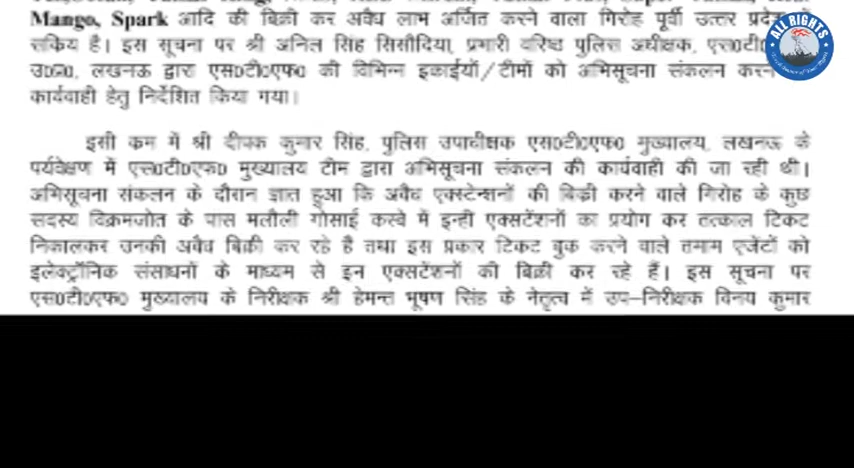 Mango, Spark आदि की बिक्री कर अवैध लाभ अर्जित करने वाला गिरोह पूर्वी उत्तर
सक्रिय है। इस सूचना पर श्री अनिल सिंह सिसौदिया, प्रभारी वरिष्ठ पुलिस अधीक्षक,
उ0प्र0, लखनऊ द्वारा एस0टी0एफ0 की विभिन्न इकाईयों/टीमों को अभिसूचना संकलन
कार्यवाही हेतु निर्देशित किया गया।
इसी क्रम में श्री दीपक कुमार सिंह, पुलिस उपाधीक्षक एस0टी0एफ0 मुख्यालय, लखनऊ के
पर्यवेक्षण में एस0टी0एफ0 मुख्यालय टीम द्वारा अभिसूचना संकलन की कार्यवाही की जा रही थी।
अभिसूचना संकलन के दौरान ज्ञात हुआ कि अवैध एक्स्टेन्शनों की बिक्री करने वाले गिरोह के कुछ
सदस्य विक्रमजोत के पास मलौली गोसाई कस्बे में इन्ही एक्सटेंशनों का प्रयोग कर तत्काल टिकट
निकालकर उनकी अवैध बिक्री कर रहे है तथा इस प्रकार टिकट बुक करने वाले तमाम एजेंटों को
इलेक्ट्रॉनिक संसाधनों के माध्यम से इन एक्सटेंशनों की बिक्री कर रहे हैं। इस सूचना पर
एस0टी0एफ0 मुख्यालय के निरीक्षक श्री हेमन्त भूषण सिंह के नेतृत्व में उप–निरीक्षक विनय कुमार
ALL RIGHTS